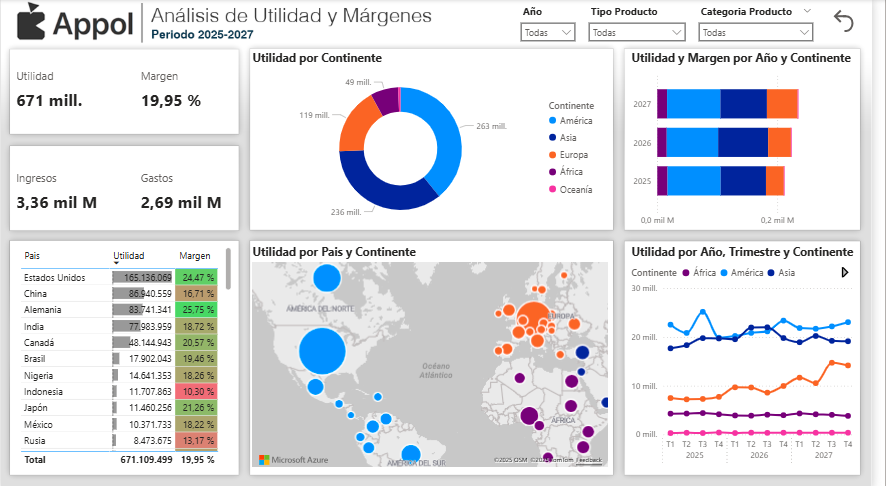 Appol
Análisis de Utilidad y Márgenes
Periodo 2025-2027
Año
Todas
Tipo Producto
Todas
Categoria Producto
Todas
Utilidad
671 mill.
Margen
19,95 %
Ingresos
3,36 mil M
Gastos
2,69 mil M
Utilidad por Continente
49 mill.
119 mill.
263 mill.
236 mill.
Continente
América
Asia
Europa
África
Oceanía
Utilidad y Margen por Año y Continente
2027
2026
2025
0,0 mil M
0,2 mil M
Pais Utilidad Margen
Estados Unidos 165.136.069 24,47 %
China 86.940.559 16,71 %
Alemania 83.741.341 25,75 %
India 77.983.959 18,72 %
Canadá 48.144.943 20,57 %
Brasil 17.902.043 19,46 %
Nigeria 14.641.353 18,26 %
Indonesia 11.707.863 10,30 %
Japón 11.460.256 21,26 %
México 10.371.733 18,22 %
Rusia 8.473.675 13,17 %
Total 671.109.499 19,95 %
Utilidad por Pais y Continente
AMÉRICA DEL NORTE
EUROPA
Océano
Atlántico
ÁFRICA
AMÉRICA DEL SUR
Microsoft Azure
©2025 OSM
©2025 TomTom
Feedback
Utilidad por Año, Trimestre y Continente
Continente África América Asia
30 mill.
20 mill.
10 mill.
0 mill.
T1 T2 T3 T4 T1 T2 T3 T4 T1 T2 T3 T4
2025 2026 2027